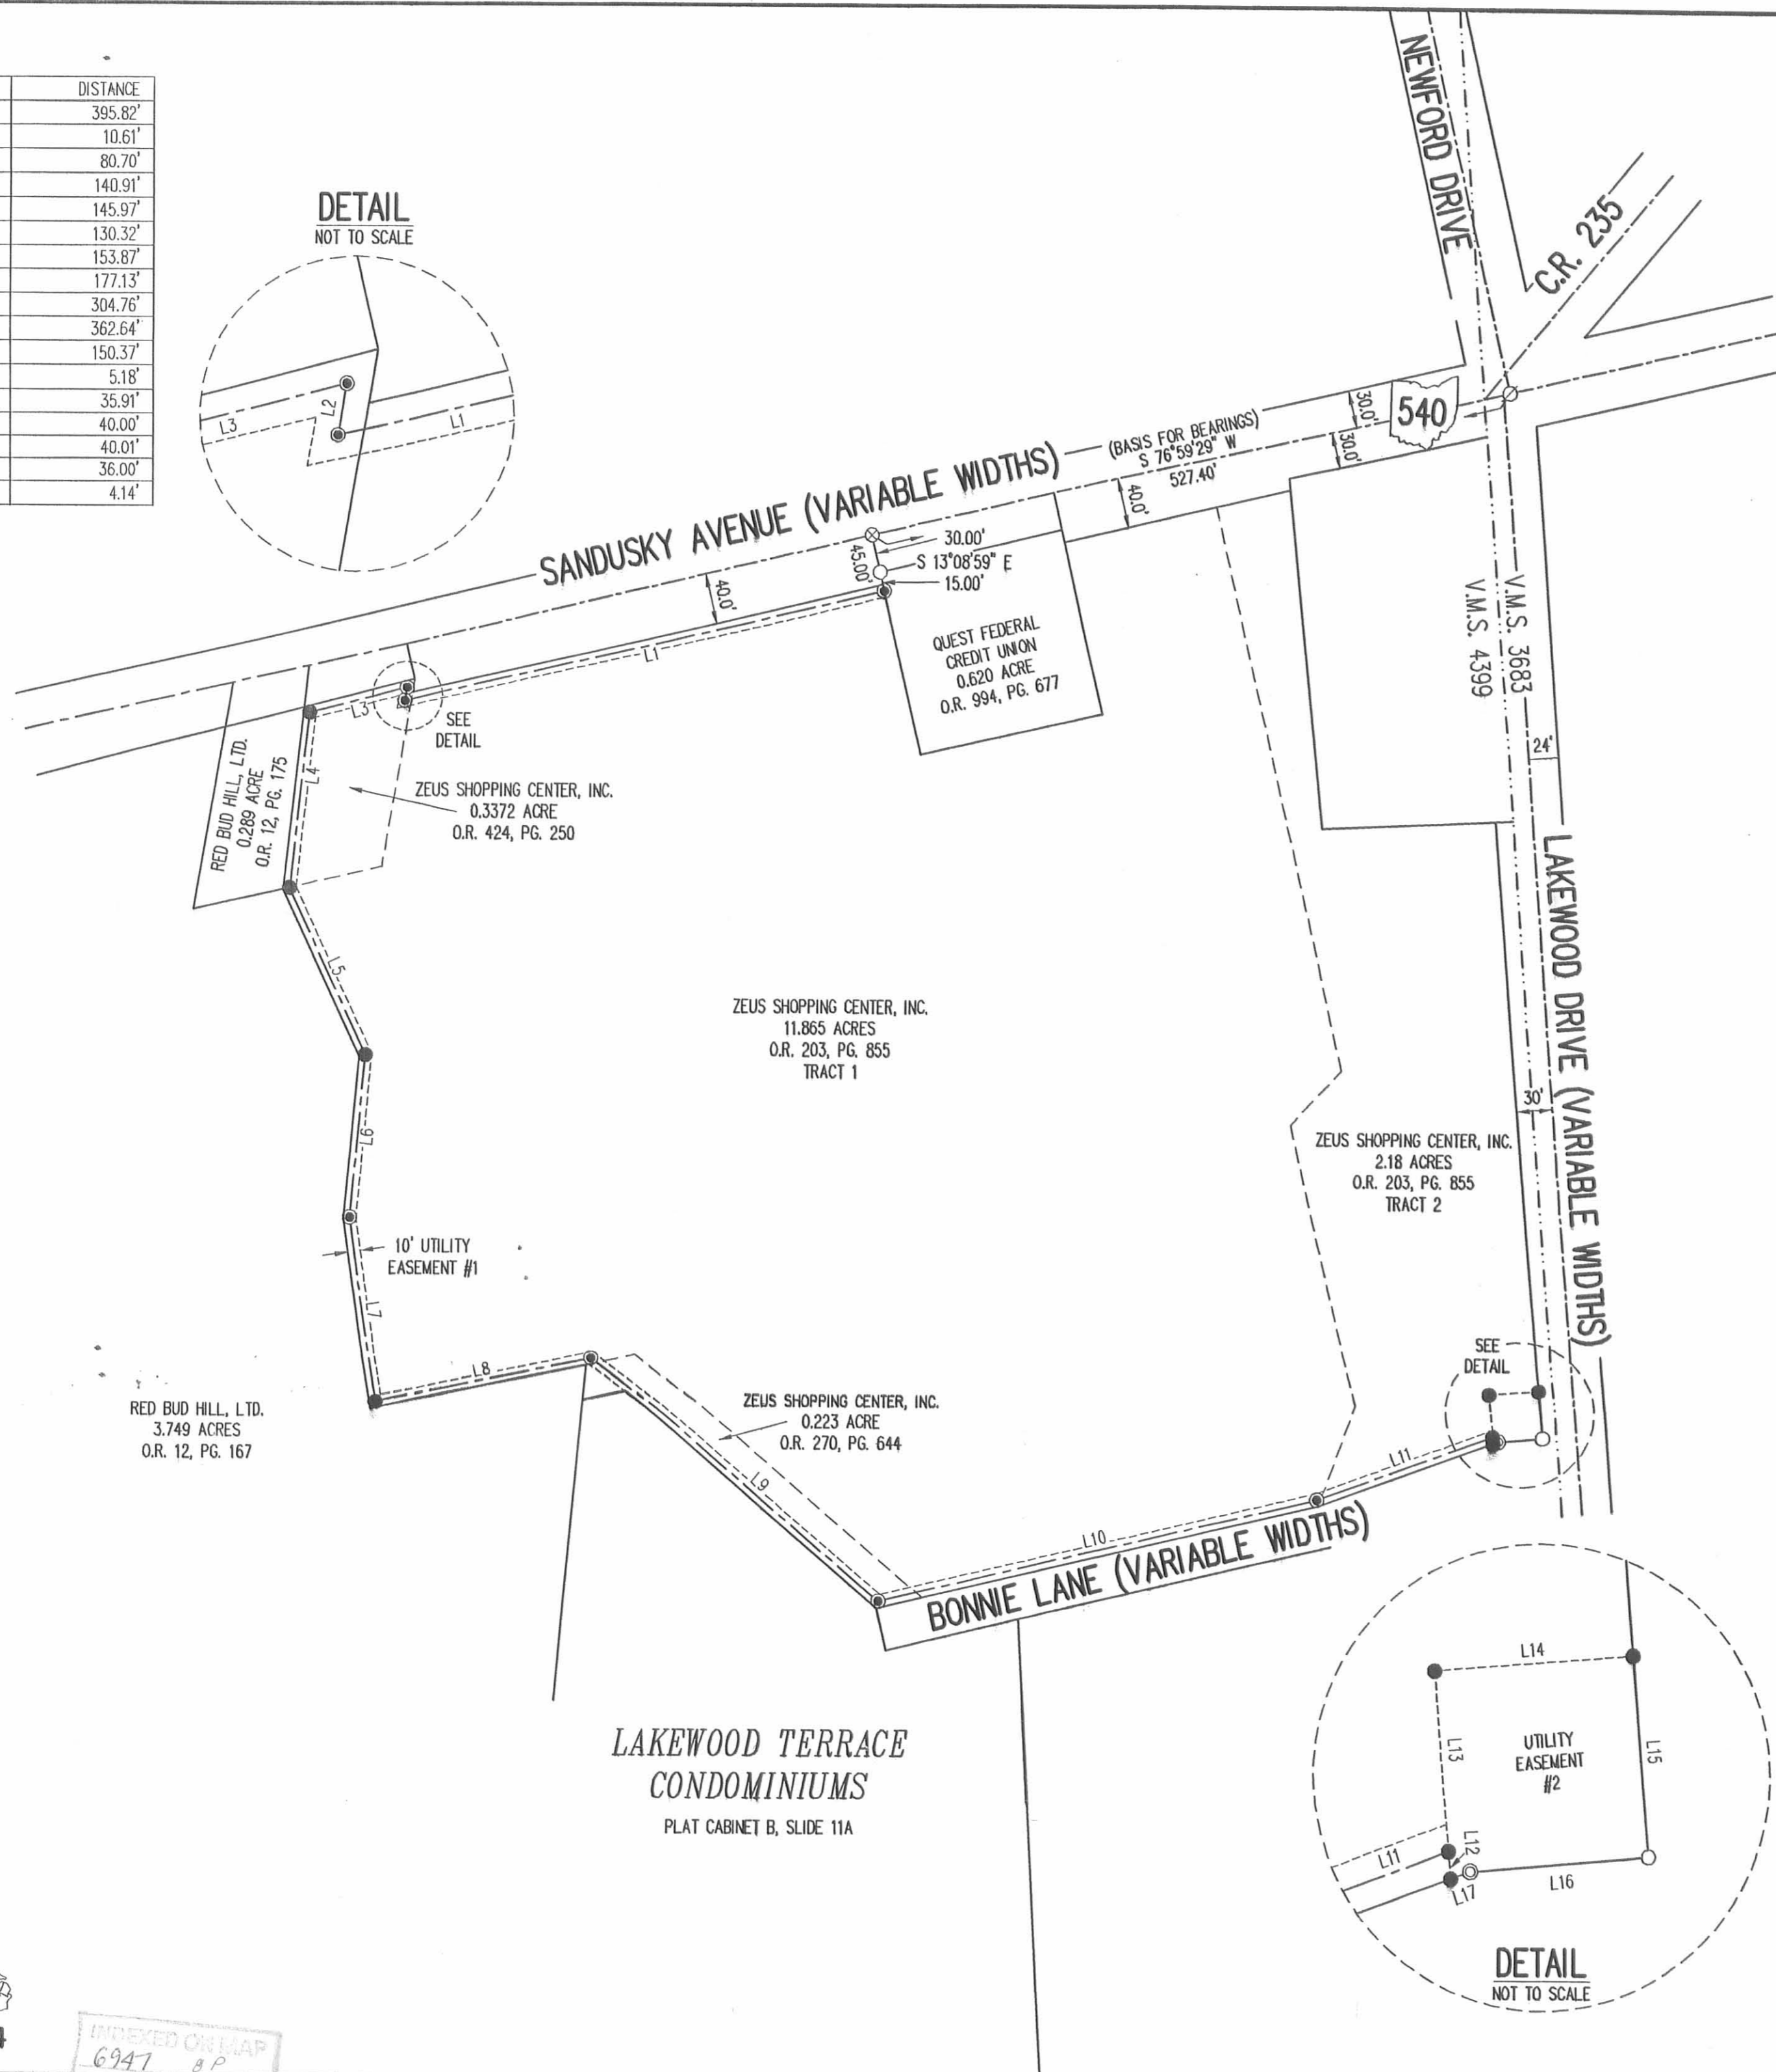 DISTANCE
395.82'
10.61'
80.70'
140.91'
145.97'
130.32'
153.87'
177.13'
304.76'
362.64'
150.37'
5.18'
35.91'
40.00'
40.01'
36.00'
4.14'
DETAIL
NOT TO SCALE
L3
L2
L1
NEWFORD DRIVE
C.R. 235
540
SANDUSKY AVENUE (VARIABLE WIDTHS)
(BASIS FOR BEARINGS)
S 76°59'29" W
527.40'
30.0'
30.0'
40.0'
30.00'
45.00'
S 13°08'59" E
15.00'
40.0'
L1
QUEST FEDERAL
CREDIT UNION
0.620 ACRE
O.R. 994, PG. 677
V.M.S. 4399
V.M.S. 3683
24'
LAKEWOOD DRIVE (VARIABLE WIDTHS)
L3
SEE
DETAIL
RED BUD HILL, LTD.
0.289 ACRE
O.R. 12, PG. 175
L4
ZEUS SHOPPING CENTER, INC.
0.3372 ACRE
O.R. 424, PG. 250
L5
ZEUS SHOPPING CENTER, INC.
11.865 ACRES
O.R. 203, PG. 855
TRACT 1
30'
L6
ZEUS SHOPPING CENTER, INC.
2.18 ACRES
O.R. 203, PG. 855
TRACT 2
10' UTILITY
EASEMENT #1
L7
SEE
DETAIL
L8
RED BUD HILL, LTD.
3.749 ACRES
O.R. 12, PG. 167
ZEUS SHOPPING CENTER, INC.
0.223 ACRE
O.R. 270, PG. 644
L9
L11
L10
BONNIE LANE (VARIABLE WIDTHS)
LAKEWOOD TERRACE
CONDOMINIUMS
PLAT CABINET B, SLIDE 11A
L14
L13
UTILITY
EASEMENT
#2
L15
L12
L11
L17
L16
DETAIL
NOT TO SCALE
INDEXED ON MAP
6947 BP